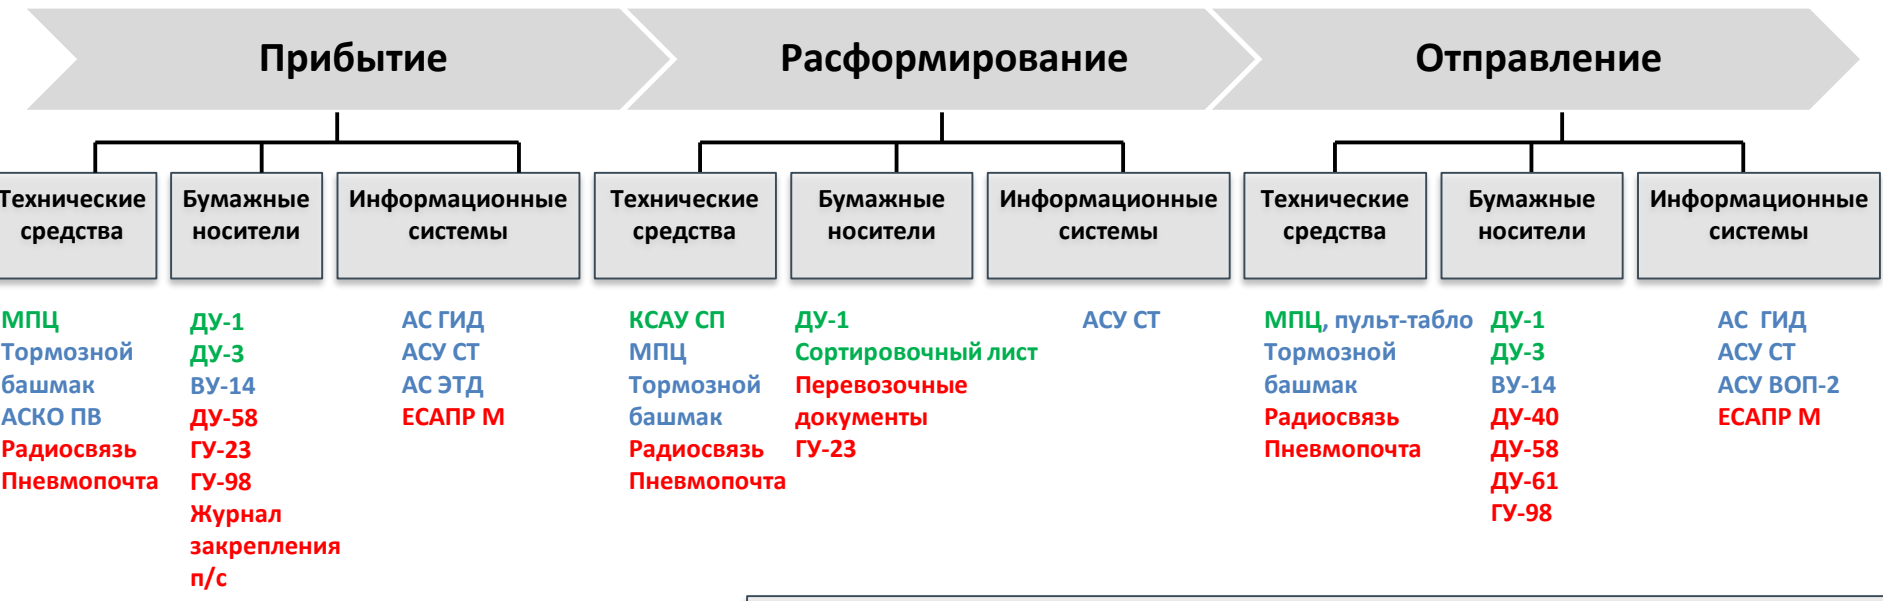 Прибытие
Расформирование
Отправление
Технические
средства
Бумажные
носители
Информационные
системы
Технические
средства
Бумажные
носители
Информационные
системы
Технические
средства
Бумажные
носители
Информационные
системы
МПЦ
Тормозной
башмак
АСКО ПВ
Радиосвязь
Пневмопочта
ДУ-1
ДУ-3
ВУ-14
ДУ-58
ГУ-23
ГУ-98
Журнал
закрепления
п/с
АС ГИД
АСУ СТ
АС ЭТД
ЕСАПР М
КСАУ СП
МПЦ
Тормозной
башмак
Радиосвязь
Пневмопочта
ДУ-1
Сортировочный лист
Перевозочные
документы
ГУ-23
АСУ СТ
МПЦ, пульт-табло
Тормозной
башмак
Радиосвязь
Пневмопочта
ДУ-1
ДУ-3
ВУ-14
ДУ-40
ДУ-58
ДУ-61
ГУ-98
АС ГИД
АСУ СТ
АСУ ВОП-2
ЕСАПР М